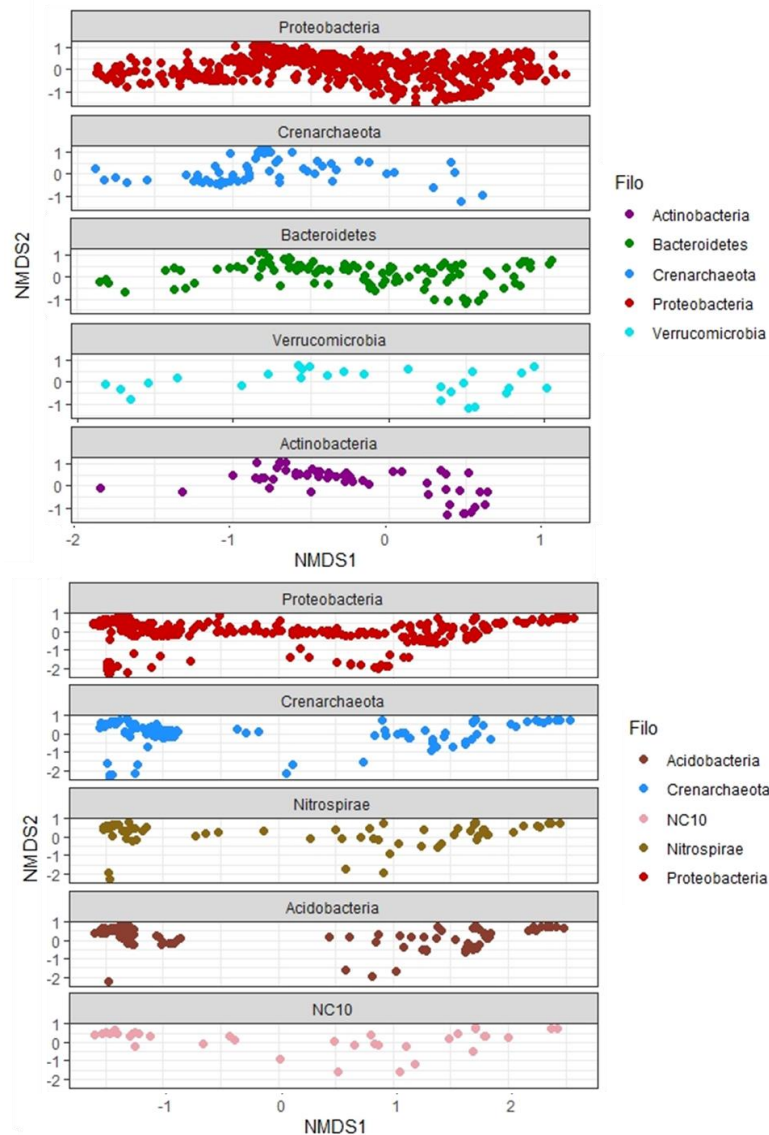 Proteobacteria
1
0
-1
Crenarchaeota
1
0
-1
Bacteroidetes
1
0
-1
Verrucomicrobia
1
0
-1
Actinobacteria
1
0
-1
-2
-1
0
1
NMDS1
NMDS2
Filo
Actinobacteria
Bacteroidetes
Crenarchaeota
Proteobacteria
Verrucomicrobia
Proteobacteria
1
0
-1
-2
Crenarchaeota
1
0
-1
-2
Nitrospirae
1
0
-1
-2
Acidobacteria
1
0
-1
-2
NC10
1
0
-1
-2
-1
0
1
2
NMDS1
NMDS2
Filo
Acidobacteria
Crenarchaeota
NC10
Nitrospirae
Proteobacteria